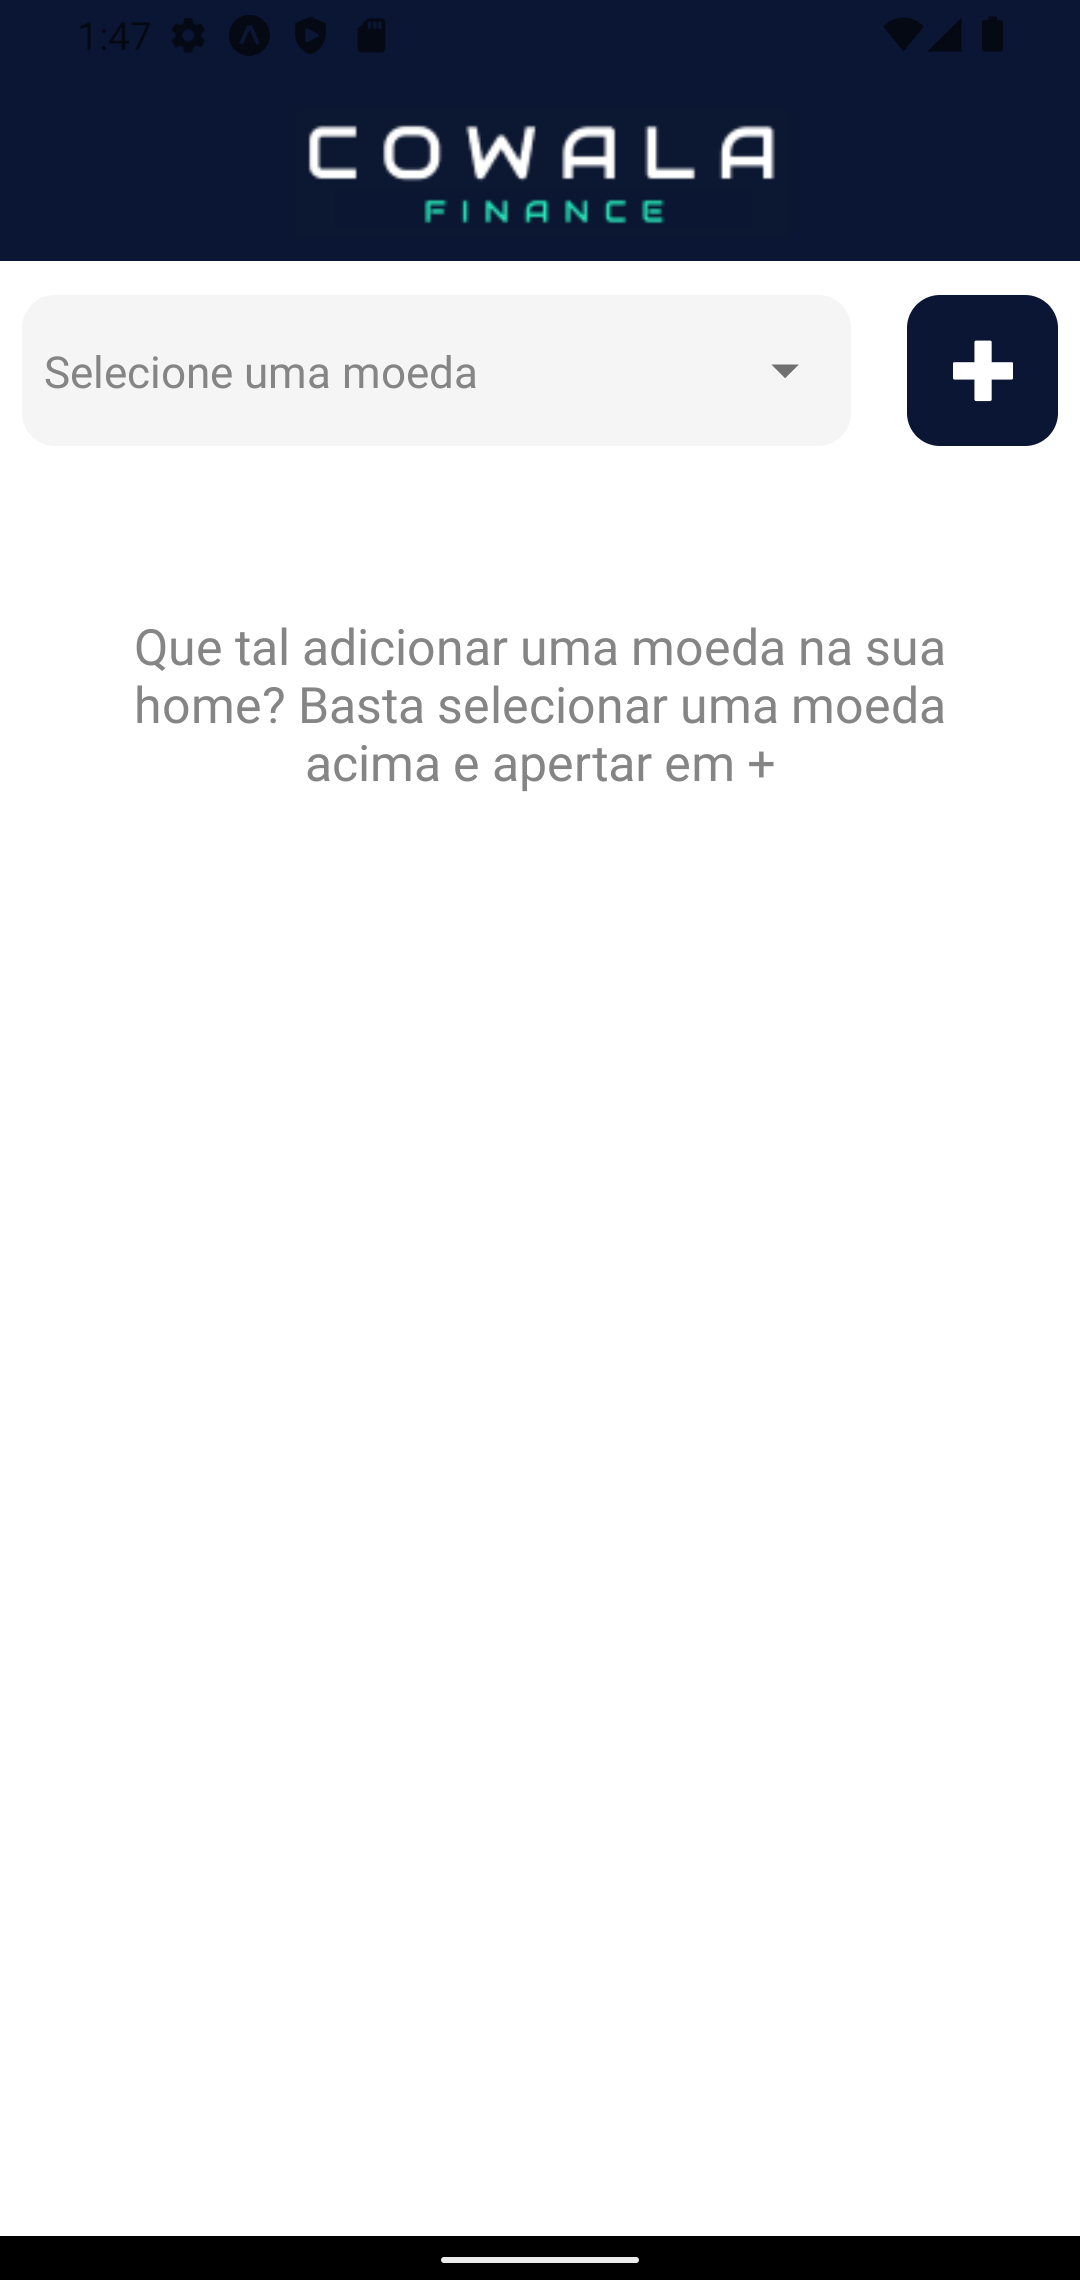 1:47
COWALA
FINANCE
Selecione uma moeda
Que tal adicionar uma moeda na sua
home? Basta selecionar uma moeda
acima e apertar em +